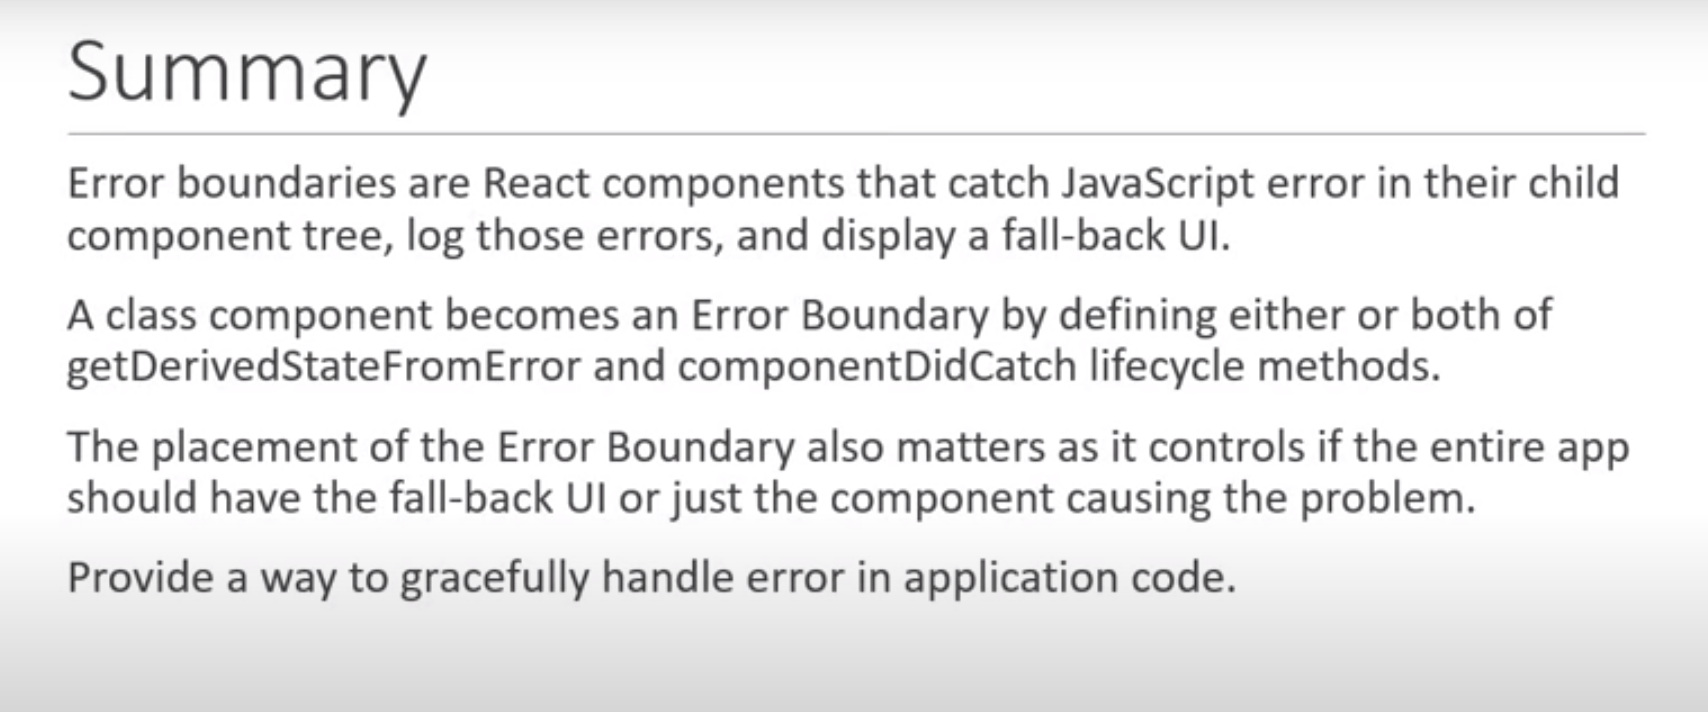 Summary
Error boundaries are React components that catch JavaScript error in their child
component tree, log those errors, and display a fall-back UI.
A class component becomes an Error Boundary by defining either or both of
getDerivedStateFromError and componentDidCatch lifecycle methods.
The placement of the Error Boundary also matters as it controls if the entire app
should have the fall-back UI or just the component causing the problem.
Provide a way to gracefully handle error in application code.